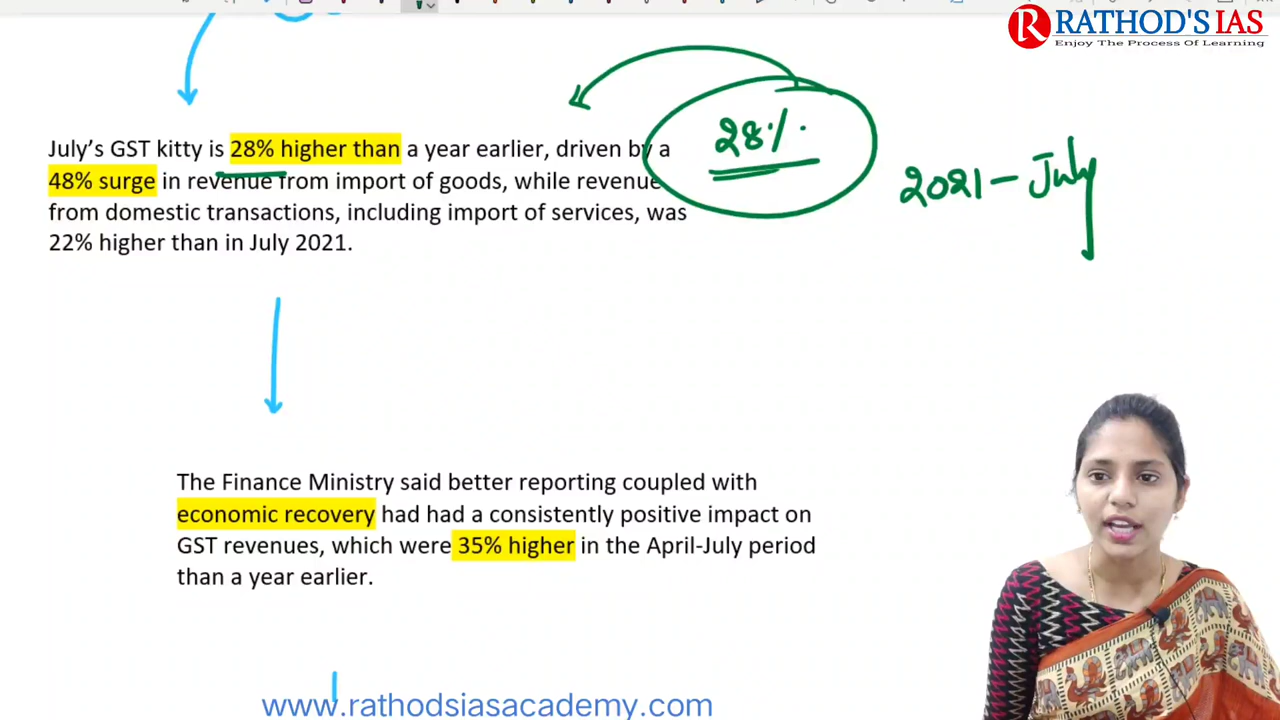 RATHOD'S IAS
Enjoy The Process Of Learning
28%
2021 - July
July's GST kitty is 28% higher than a year earlier, driven by a
48% surge in revenue from import of goods, while revenue
from domestic transactions, including import of services, was
22% higher than in July 2021.
The Finance Ministry said better reporting coupled with
economic recovery had had a consistently positive impact on
GST revenues, which were 35% higher in the April-July period
than a year earlier.
www.rathodsiasacademy.com